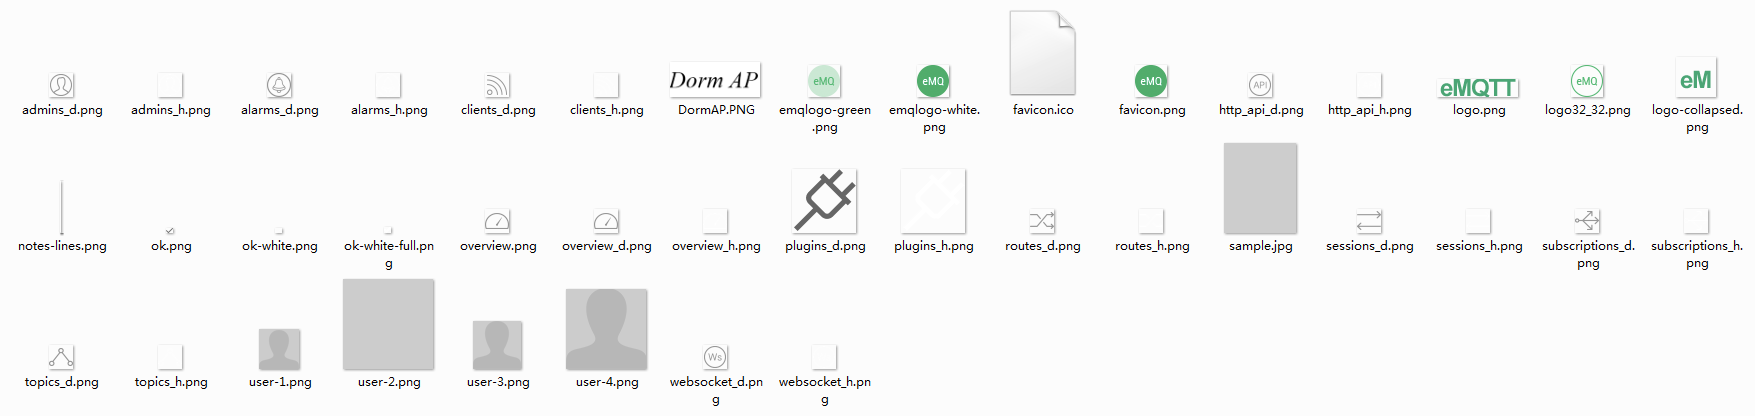 Dorm AP
eMQ
eMQ
eMQ
API
eMQTT
eMQ
eM
admins_d.png
admins_h.png
alarms_d.png
alarms_h.png
clients_d.png
clients_h.png
DormAP.PNG
emqlogo-green
.png
emqlogo-white.
png
favicon.ico
favicon.png
http_api_d.png
http_api_h.png
logo.png
logo32_32.png
logo-collapsed.
png
notes-lines.png
ok.png
ok-white.png
ok-white-full.pn
g
overview.png
overview_d.png
overview_h.png
plugins_d.png
plugins_h.png
routes_d.png
routes_h.png
sample.jpg
sessions_d.png
sessions_h.png
subscriptions_d.
png
subscriptions_h.
png
Ws
topics_d.png
topics_h.png
user-1.png
user-2.png
user-3.png
user-4.png
websocket_d.pn
g
websocket_h.pn
g